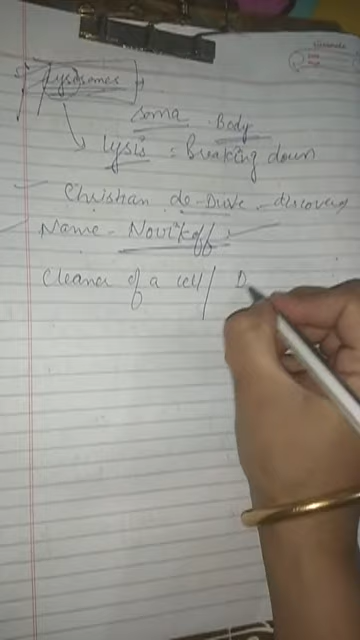 Lysosomes
Soma Body
Lysis = Breaking down
Christian de-Duve - discovery
Name - Novikoff
Cleaner of a cell / D